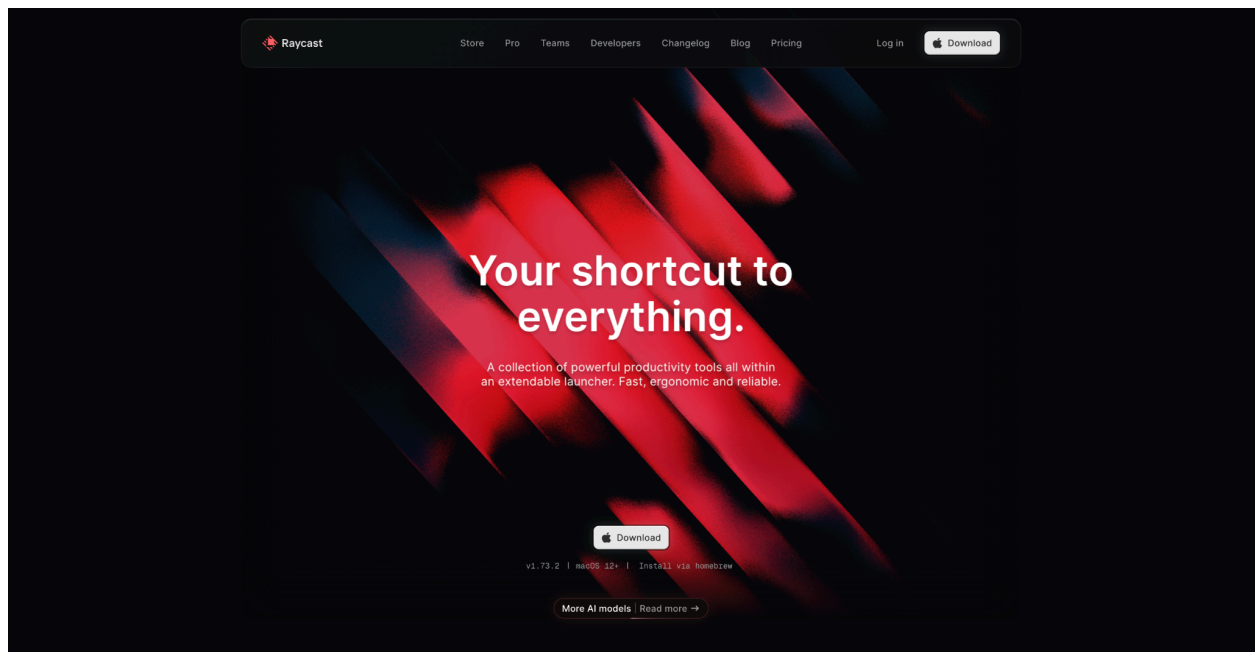 Raycast
Store
Pro
Teams
Developers
Changelog
Blog
Pricing
Log in
Download
Your shortcut to
everything.
A collection of powerful productivity tools all within
an extendable launcher. Fast, ergonomic and reliable.
Download
v1.73.2 | macOS 12+ | Install via homebrew
More AI models | Read more →